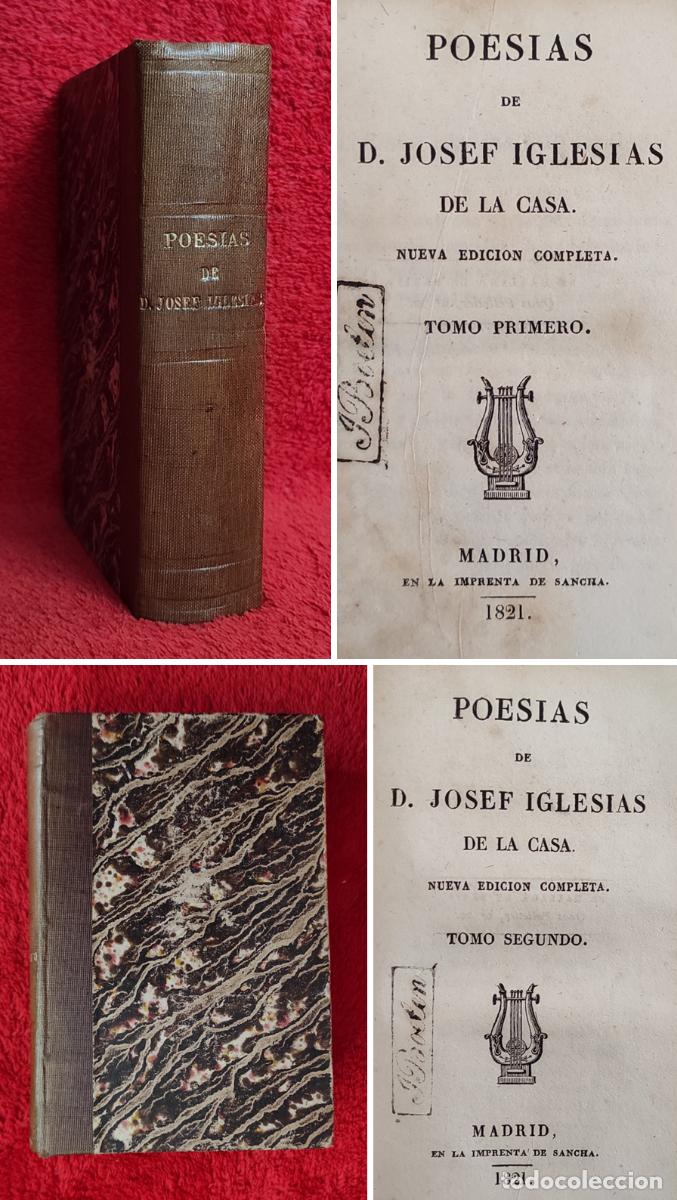 POESIAS
DE
D. JOSEF IGLESIAS
POESIAS
DE
D. JOSEF IGLESIAS
DE LA CASA.
NUEVA EDICION COMPLETA.
TOMO PRIMERO.
MADRID,
EN LA IMPRENTA DE SANCHA.
1821.
POESIAS
DE
D. JOSEF IGLESIAS
DE LA CASA.
NUEVA EDICION COMPLETA.
TOMO SEGUNDO.
MADRID,
EN LA IMPRENTA DE SANCHA.
1821.
todocoleccion